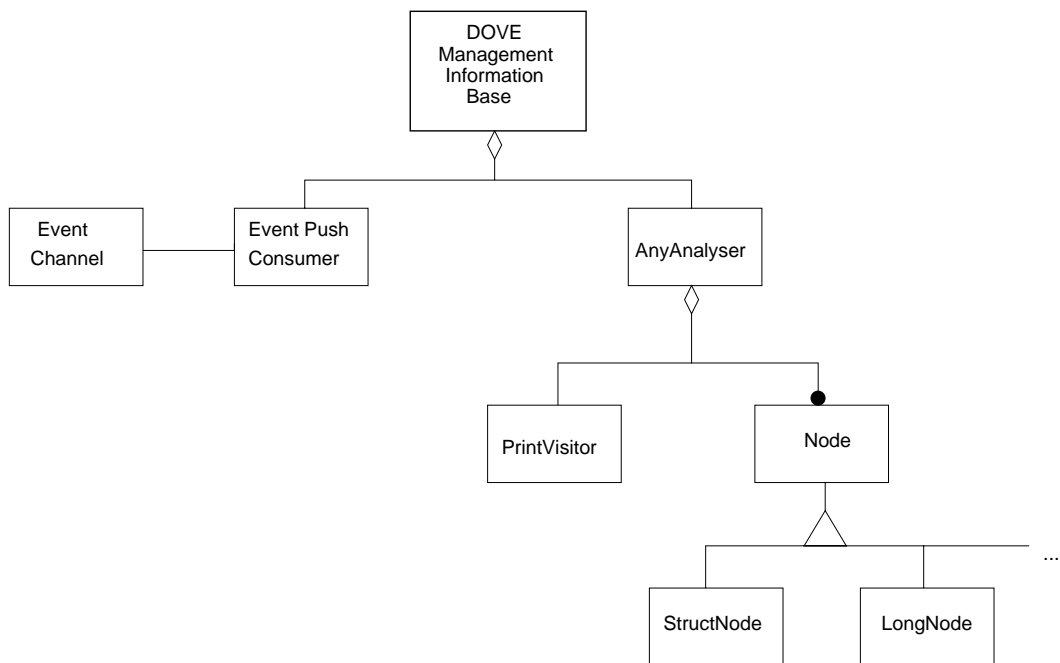 DOVE
Management
Information
Base
Event
Channel
Event Push
Consumer
AnyAnalyser
PrintVisitor
Node
...
StructNode
LongNode